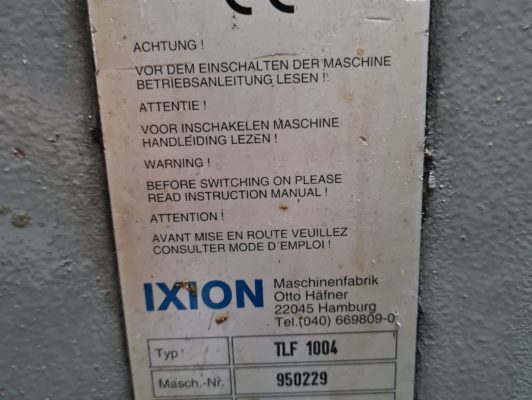 CE
ACHTUNG !
VOR DEM EINSCHALTEN DER MASCHINE
BETRIEBSANLEITUNG LESEN !
ATTENTIE !
VOOR INSCHAKELEN MASCHINE
HANDLEIDING LEZEN !
WARNING !
BEFORE SWITCHING ON PLEASE
READ INSTRUCTION MANUAL !
ATTENTION !
AVANT MISE EN ROUTE VEUILLEZ
CONSULTER MODE D'EMPLOI !
IXION Maschinenfabrik
Otto Häfner
22045 Hamburg
Tel.(040) 669809-0
Typ TLF 1004
Masch.-Nr. 950229